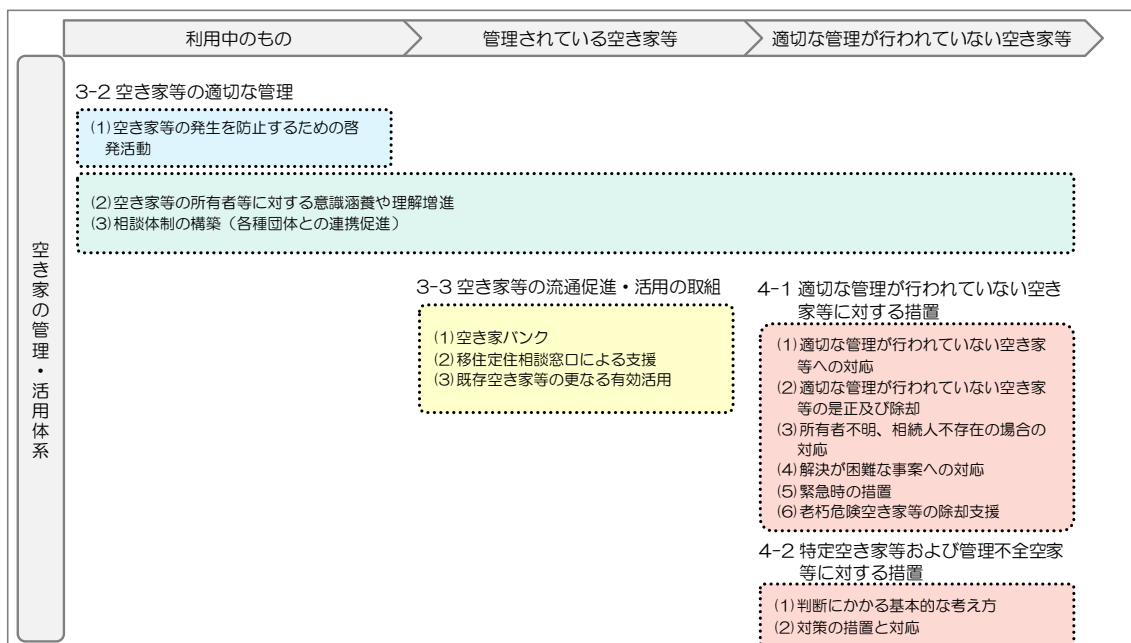 利用中のもの
管理されている空き家等
適切な管理が行われていない空き家等
空き家の管理・活用体系
3-2 空き家等の適切な管理
(1)空き家等の発生を防止するための啓
発活動
(2)空き家等の所有者等に対する意識涵養や理解増進
(3)相談体制の構築（各種団体との連携促進）
3-3 空き家等の流通促進・活用の取組
(1)空き家バンク
(2)移住定住相談窓口による支援
(3)既存空き家等の更なる有効活用
4-1 適切な管理が行われていない空き
家等に対する措置
(1)適切な管理が行われていない空き家
等への対応
(2)適切な管理が行われていない空き家
等の是正及び除却
(3)所有者不明、相続人不存在の場合の
対応
(4)解決が困難な事案への対応
(5)緊急時の措置
(6)老朽危険空き家等の除却支援
4-2 特定空き家等および管理不全空家
等に対する措置
(1)判断にかかる基本的な考え方
(2)対策の措置と対応